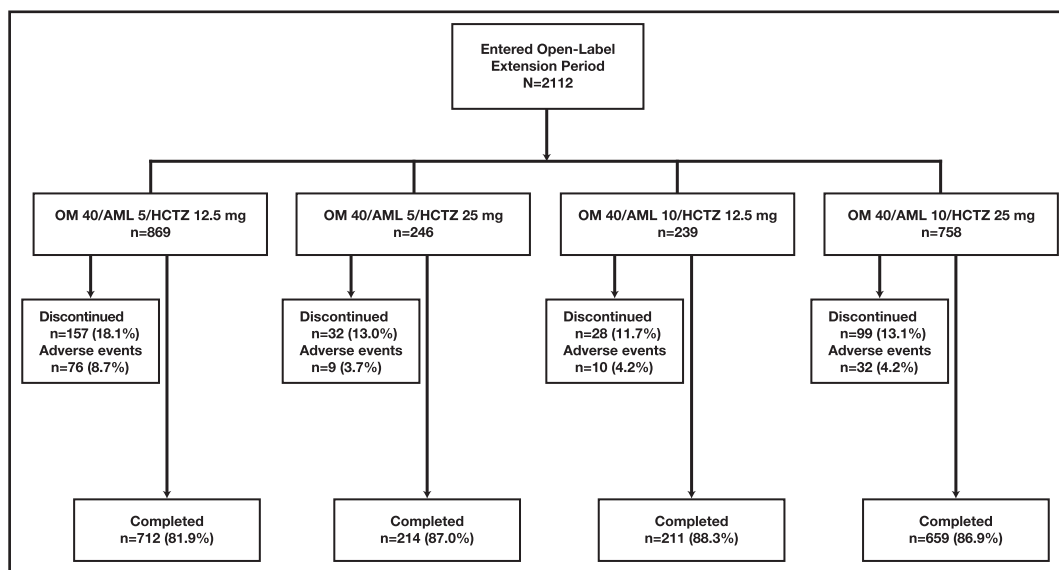 Entered Open-Label
Extension Period
N=2112
OM 40/AML 5/HCTZ 12.5 mg
n=869
OM 40/AML 5/HCTZ 25 mg
n=246
OM 40/AML 10/HCTZ 12.5 mg
n=239
OM 40/AML 10/HCTZ 25 mg
n=758
Discontinued
n=157 (18.1%)
Adverse events
n=76 (8.7%)
Discontinued
n=32 (13.0%)
Adverse events
n=9 (3.7%)
Discontinued
n=28 (11.7%)
Adverse events
n=10 (4.2%)
Discontinued
n=99 (13.1%)
Adverse events
n=32 (4.2%)
Completed
n=712 (81.9%)
Completed
n=214 (87.0%)
Completed
n=211 (88.3%)
Completed
n=659 (86.9%)